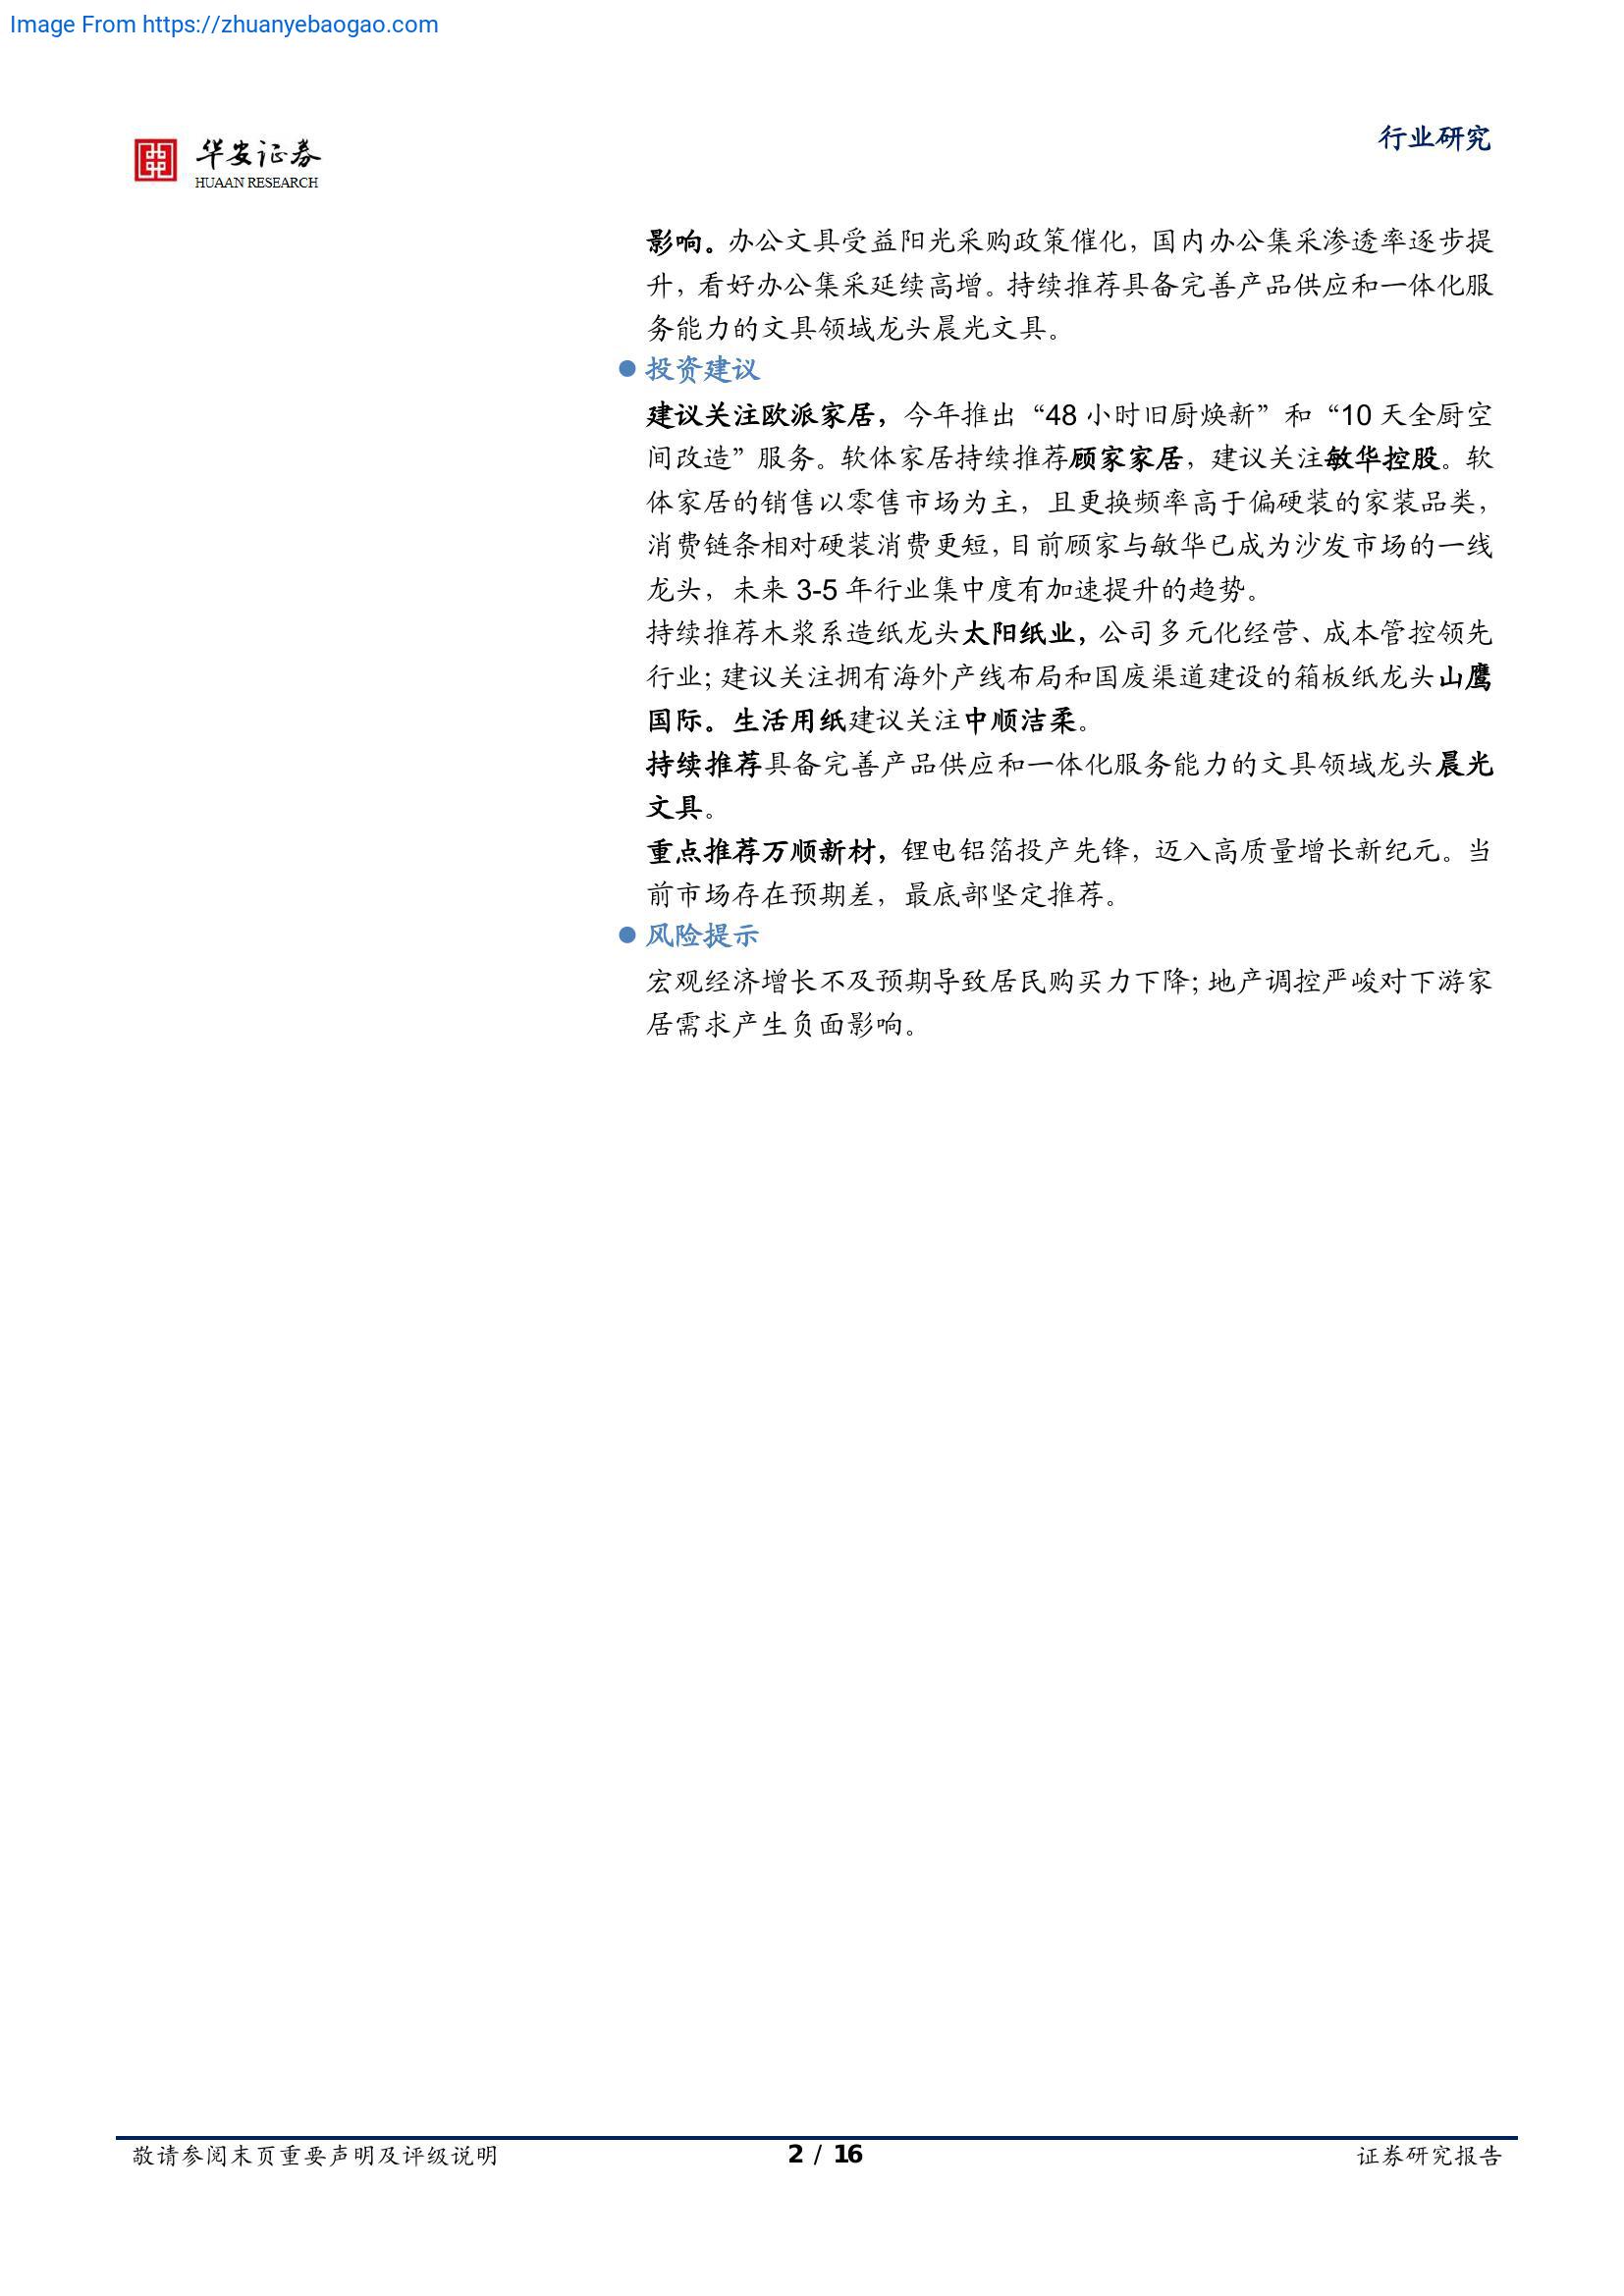 Image From https://zhuanyebaogao.com
华安证券
HUAAN RESEARCH
行业研究
影响。办公文具受益阳光采购政策催化，国内办公集采渗透率逐步提
升，看好办公集采延续高增。持续推荐具备完善产品供应和一体化服
务能力的文具领域龙头晨光文具。
投资建议
建议关注欧派家居，今年推出“48 小时旧厨焕新”和“10 天全厨空
间改造”服务。软体家居持续推荐顾家家居，建议关注敏华控股。软
体家居的销售以零售市场为主，且更换频率高于偏硬装的家装品类，
消费链条相对硬装消费更短，目前顾家与敏华已成为沙发市场的一线
龙头，未来 3-5 年行业集中度有加速提升的趋势。
持续推荐木浆系造纸龙头太阳纸业，公司多元化经营、成本管控领先
行业；建议关注拥有海外产线布局和国废渠道建设的箱板纸龙头山鹰
国际。生活用纸建议关注中顺洁柔。
持续推荐具备完善产品供应和一体化服务能力的文具领域龙头晨光
文具。
重点推荐万顺新材，锂电铝箔投产先锋，迈入高质量增长新纪元。当
前市场存在预期差，最底部坚定推荐。
风险提示
宏观经济增长不及预期导致居民购买力下降；地产调控严峻对下游家
居需求产生负面影响。
敬请参阅末页重要声明及评级说明
2 / 16
证券研究报告